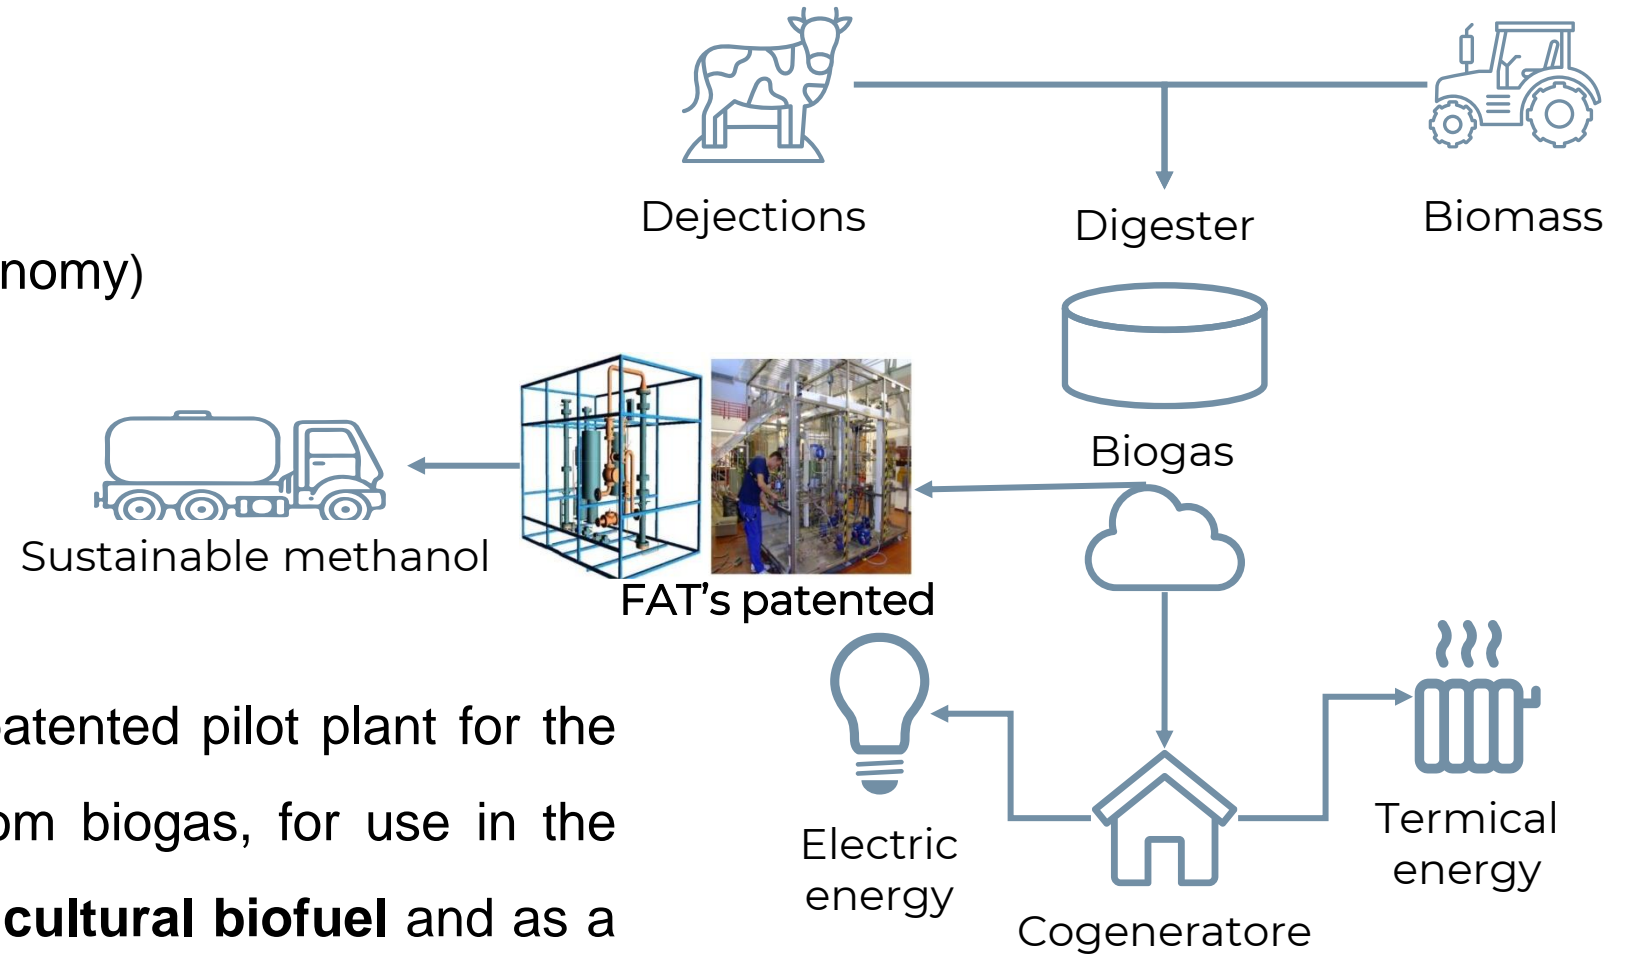 Dejections
Digester
Biomass
Biogas
Sustainable methanol
FAT's patented
Electric
energy
Termical
energy
Cogeneratore
nomy)
patented pilot plant for the
om biogas, for use in the
cultural biofuel and as a